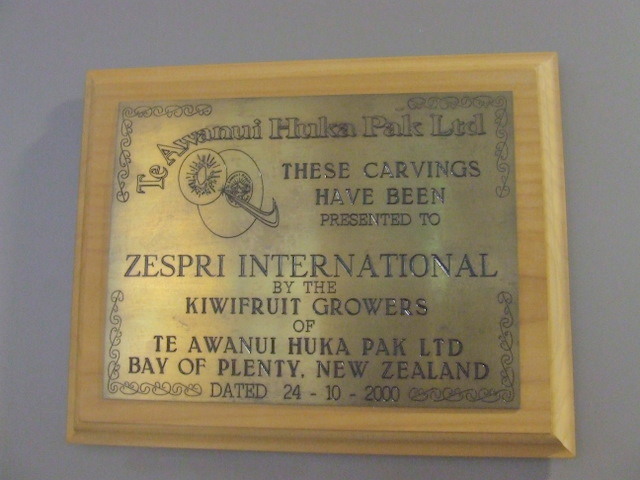 Te Awanui Huka Pak Ltd
THESE CARVINGS
HAVE BEEN
PRESENTED TO
ZESPRI INTERNATIONAL
BY THE
KIWIFRUIT GROWERS
OF
TE AWANUI HUKA PAK LTD
BAY OF PLENTY, NEW ZEALAND
DATED 24 - 10 - 2000